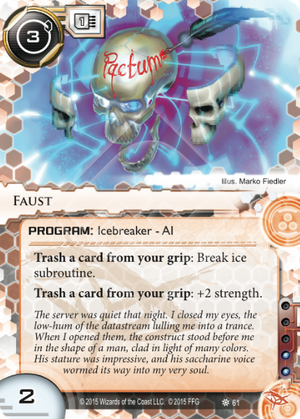 3
1
Pactum
Illus. Marko Fiedler
FAUST
PROGRAM: Icebreaker - AI
Trash a card from your grip: Break ice
subroutine.
Trash a card from your grip: +2 strength.
The server was quiet that night. I closed my eyes, the
low-hum of the datastream lulling me into a trance.
When I opened them, the construct stood before me
in the shape of a man, clad in light of many colors.
His stature was impressive, and his saccharine voice
wormed its way into my very soul.
2
© 2015 Wizards of the Coast LLC. © 2015 FFG
61